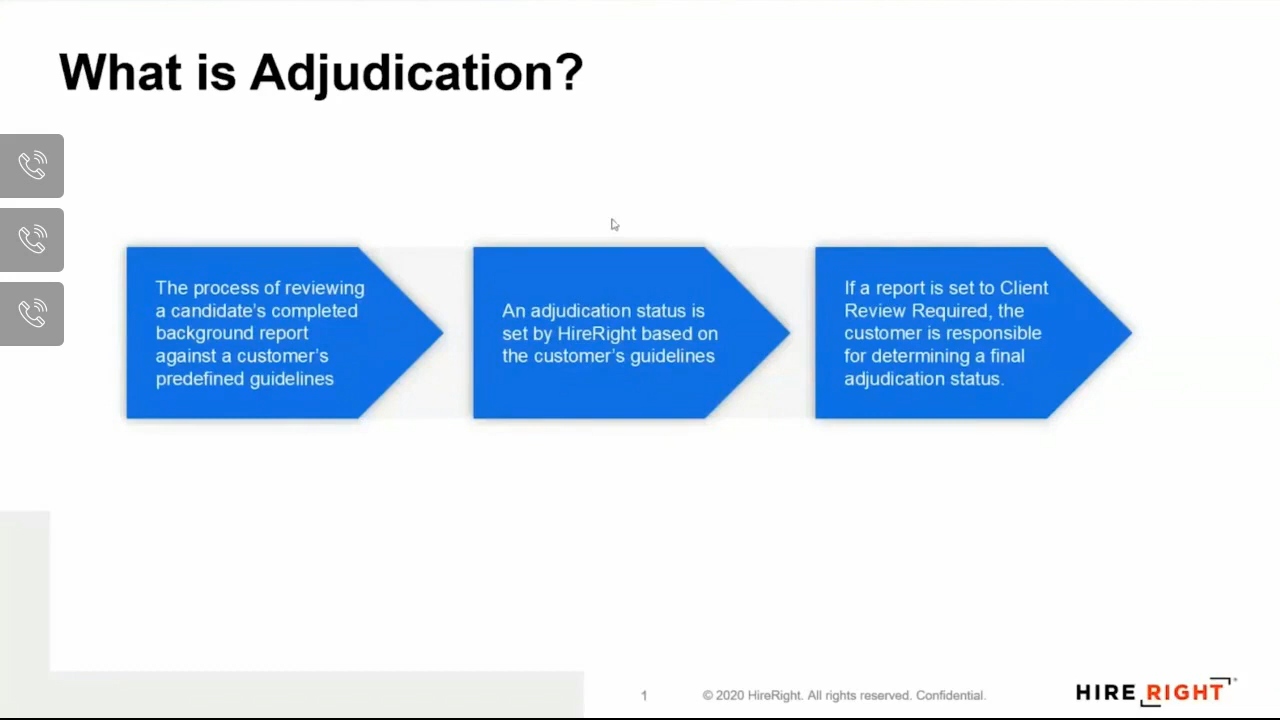 What is Adjudication?
The process of reviewing
a candidate's completed
background report
against a customer's
predefined guidelines
An adjudication status is
set by HireRight based on
the customer's guidelines
If a report is set to Client
Review Required, the
customer is responsible
for determining a final
adjudication status.
1
© 2020 HireRight. All rights reserved. Confidential.
HIRE RIGHT